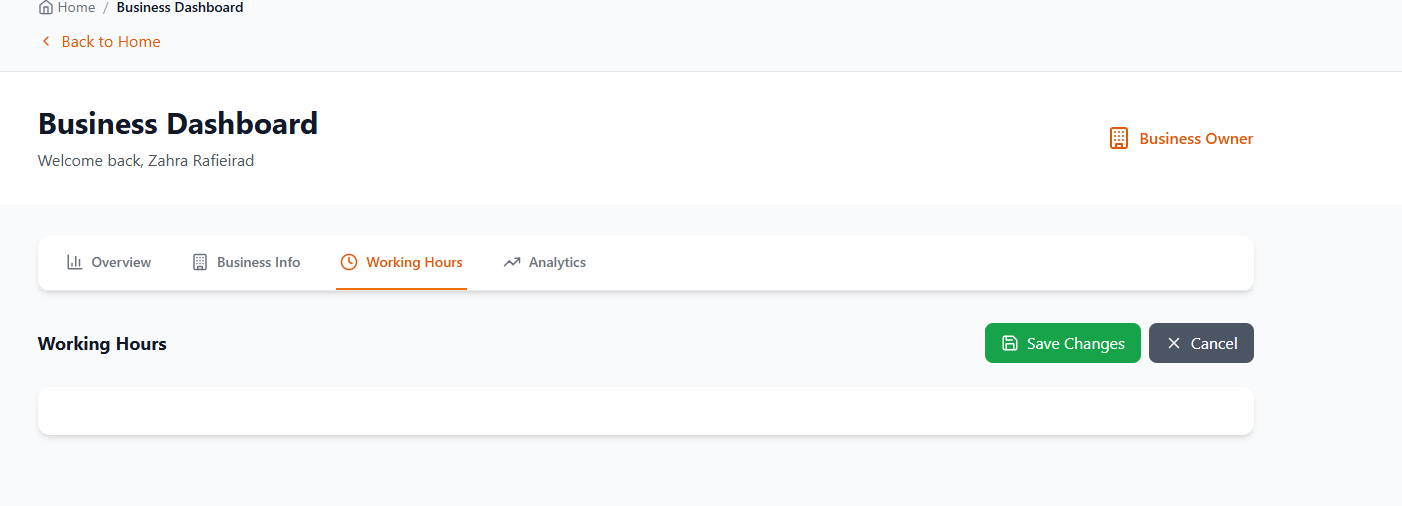 Home / Business Dashboard
Back to Home
Business Dashboard
Welcome back, Zahra Rafieirad
Business Owner
Overview Business Info Working Hours Analytics
Working Hours
Save Changes Cancel